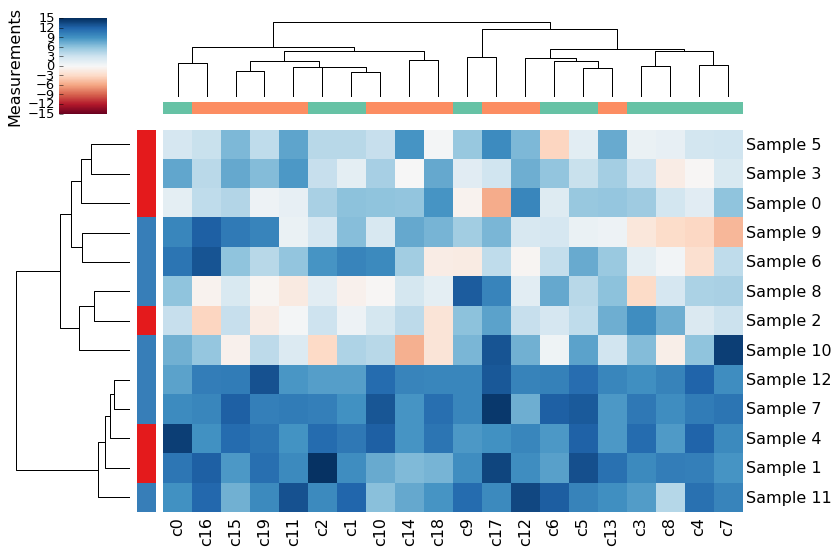 Measurements
15
12
9
6
3
0
−3
−6
−9
−12
−15
Sample 5
Sample 3
Sample 0
Sample 9
Sample 6
Sample 8
Sample 2
Sample 10
Sample 12
Sample 7
Sample 4
Sample 1
Sample 11
c0 c16 c15 c19 c11 c2 c1 c10 c14 c18 c9 c17 c12 c6 c5 c13 c3 c8 c4 c7